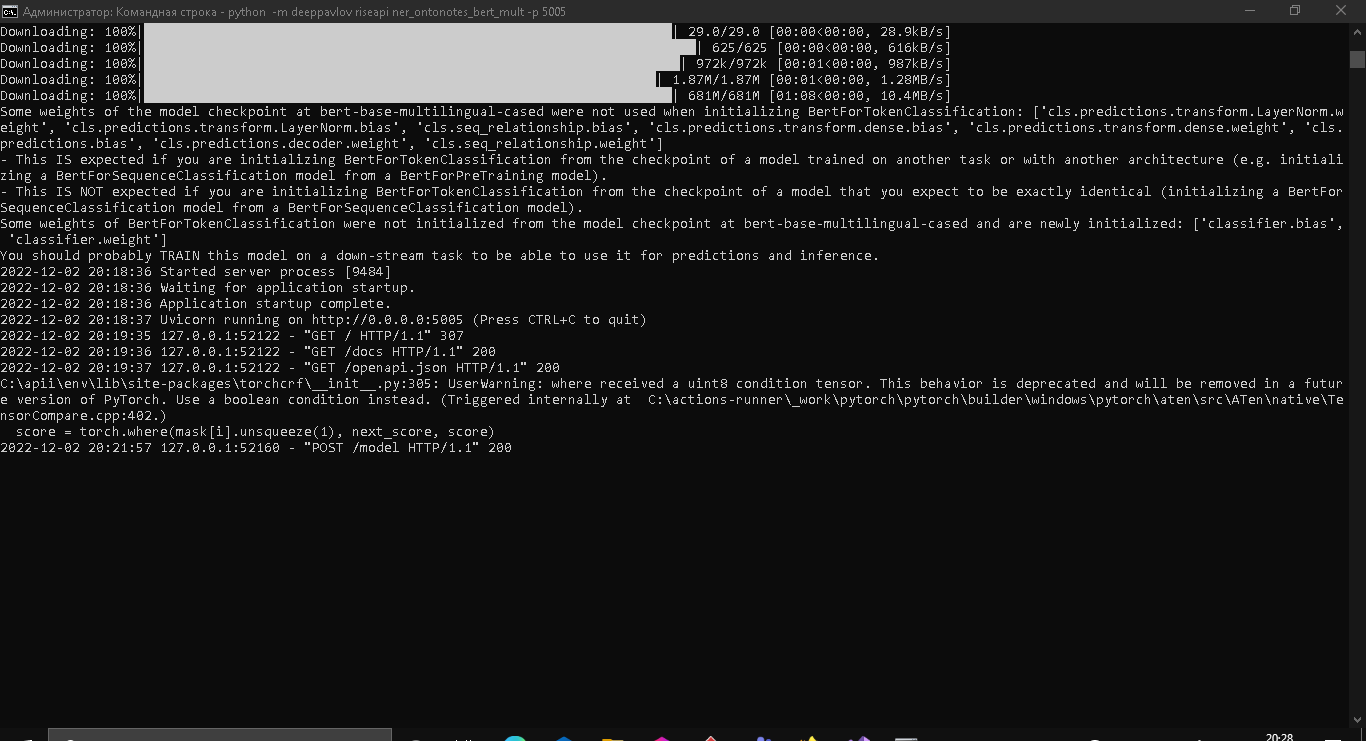 Администратор: Командная строка - python  -m deeppavlov riseapi ner_ontonotes_bert_mult -p 5005
Downloading: 100%| | 29.0/29.0 [00:00<00:00, 28.9kB/s]
Downloading: 100%| | 625/625 [00:00<00:00, 616kB/s]
Downloading: 100%| | 972k/972k [00:01<00:00, 987kB/s]
Downloading: 100%| | 1.87M/1.87M [00:01<00:00, 1.28MB/s]
Downloading: 100%| | 681M/681M [01:08<00:00, 10.4MB/s]
Some weights of the model checkpoint at bert-base-multilingual-cased were not used when initializing BertForTokenClassification: ['cls.predictions.transform.LayerNorm.w
eight', 'cls.predictions.transform.LayerNorm.bias', 'cls.seq_relationship.bias', 'cls.predictions.transform.dense.bias', 'cls.predictions.transform.dense.weight', 'cls.
predictions.bias', 'cls.predictions.decoder.weight', 'cls.seq_relationship.weight']
- This IS expected if you are initializing BertForTokenClassification from the checkpoint of a model trained on another task or with another architecture (e.g. initiali
zing a BertForSequenceClassification model from a BertForPreTraining model).
- This IS NOT expected if you are initializing BertForTokenClassification from the checkpoint of a model that you expect to be exactly identical (initializing a BertFor
SequenceClassification model from a BertForSequenceClassification model).
Some weights of BertForTokenClassification were not initialized from the model checkpoint at bert-base-multilingual-cased and are newly initialized: ['classifier.bias',
 'classifier.weight']
You should probably TRAIN this model on a down-stream task to be able to use it for predictions and inference.
2022-12-02 20:18:36 Started server process [9484]
2022-12-02 20:18:36 Waiting for application startup.
2022-12-02 20:18:36 Application startup complete.
2022-12-02 20:18:37 Uvicorn running on http://0.0.0.0:5005 (Press CTRL+C to quit)
2022-12-02 20:19:35 127.0.0.1:52122 - "GET / HTTP/1.1" 307
2022-12-02 20:19:36 127.0.0.1:52122 - "GET /docs HTTP/1.1" 200
2022-12-02 20:19:37 127.0.0.1:52122 - "GET /openapi.json HTTP/1.1" 200
C:\apii\env\lib\site-packages\torchcrf\__init__.py:305: UserWarning: where received a uint8 condition tensor. This behavior is deprecated and will be removed in a futur
e version of PyTorch. Use a boolean condition instead. (Triggered internally at  C:\actions-runner\_work\pytorch\pytorch\builder\windows\pytorch\aten\src\ATen\native\Te
nsorCompare.cpp:402.)
  score = torch.where(mask[i].unsqueeze(1), next_score, score)
2022-12-02 20:21:57 127.0.0.1:52160 - "POST /model HTTP/1.1" 200
20:28